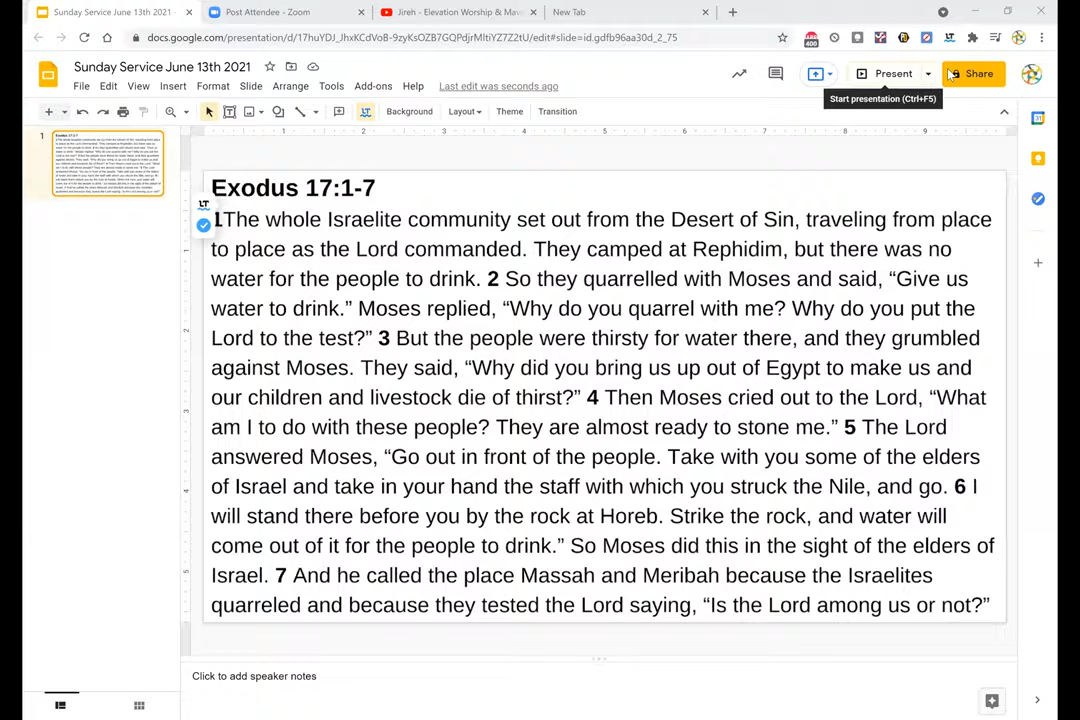 Sunday Service June 13th 2021
Post Attendee - Zoom
Jireh - Elevation Worship & Mav
New Tab
docs.google.com/presentation/d/17huYDJ_JhxKCdVoB-9zyKsOZB7GQPdjrMltiYZ7Z2tU/edit#slide=id.gdfb96aa30d_2_75
400
Sunday Service June 13th 2021
Present
Share
File Edit View Insert Format Slide Arrange Tools Add-ons Help Last edit was seconds ago
Start presentation (Ctrl+F5)
Background Layout Theme Transition
Exodus 17:1-7
1The whole Israelite community set out from the Desert of Sin, traveling from place
to place as the Lord commanded. They camped at Rephidim, but there was no
water for the people to drink. 2 So they quarrelled with Moses and said, “Give us
water to drink.” Moses replied, “Why do you quarrel with me? Why do you put the
Lord to the test?” 3 But the people were thirsty for water there, and they grumbled
against Moses. They said, “Why did you bring us up out of Egypt to make us and
our children and livestock die of thirst?” 4 Then Moses cried out to the Lord, “What
am I to do with these people? They are almost ready to stone me.” 5 The Lord
answered Moses, “Go out in front of the people. Take with you some of the elders
of Israel and take in your hand the staff with which you struck the Nile, and go. 6 I
will stand there before you by the rock at Horeb. Strike the rock, and water will
come out of it for the people to drink.” So Moses did this in the sight of the elders of
Israel. 7 And he called the place Massah and Meribah because the Israelites
quarreled and because they tested the Lord saying, “Is the Lord among us or not?”
Click to add speaker notes